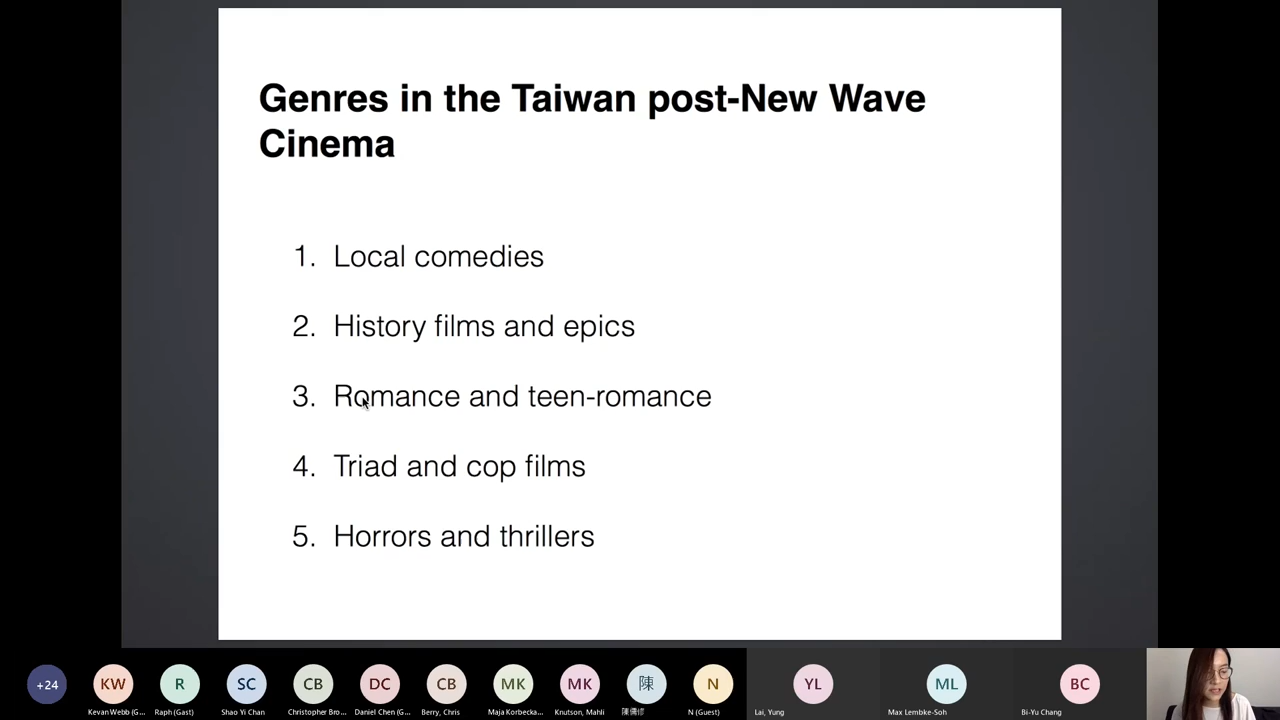 Genres in the Taiwan post-New Wave
Cinema
1. Local comedies
2. History films and epics
3. Romance and teen-romance
4. Triad and cop films
5. Horrors and thrillers
+24 KW R SC CB DC CB MK MK 陳 N YL ML BC
Kevan Webb (G... Raph (Gast) Shao Yi Chan Christopher Bro... Daniel Chen (G... Berry, Chris Maja Korbecka... Knutson, Mahli N (Guest) Lai, Yung Max Lembke-Soh Bi-Yu Chang